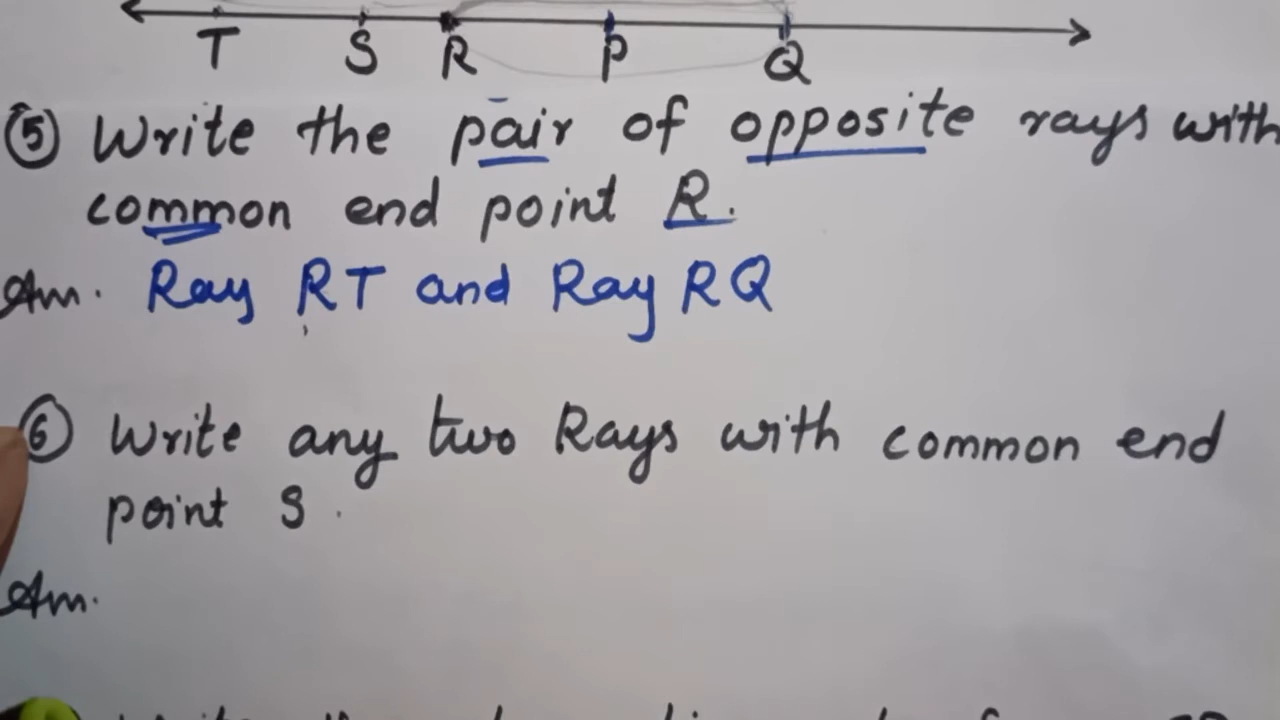 T S R P Q
⑤ Write the pair of opposite rays with
common end point R.
Ans. Ray RT and Ray RQ
⑥ Write any two Rays with common end
point S.
Ans.